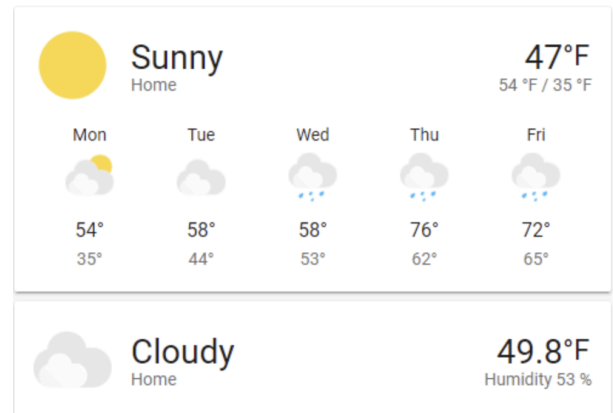 Sunny 47°F
Home 54 °F / 35 °F
Mon Tue Wed Thu Fri
54° 58° 58° 76° 72°
35° 44° 53° 62° 65°
Cloudy 49.8°F
Home Humidity 53 %